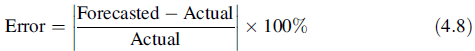 Error = |Forecasted − Actual / Actual| × 100% (4.8)